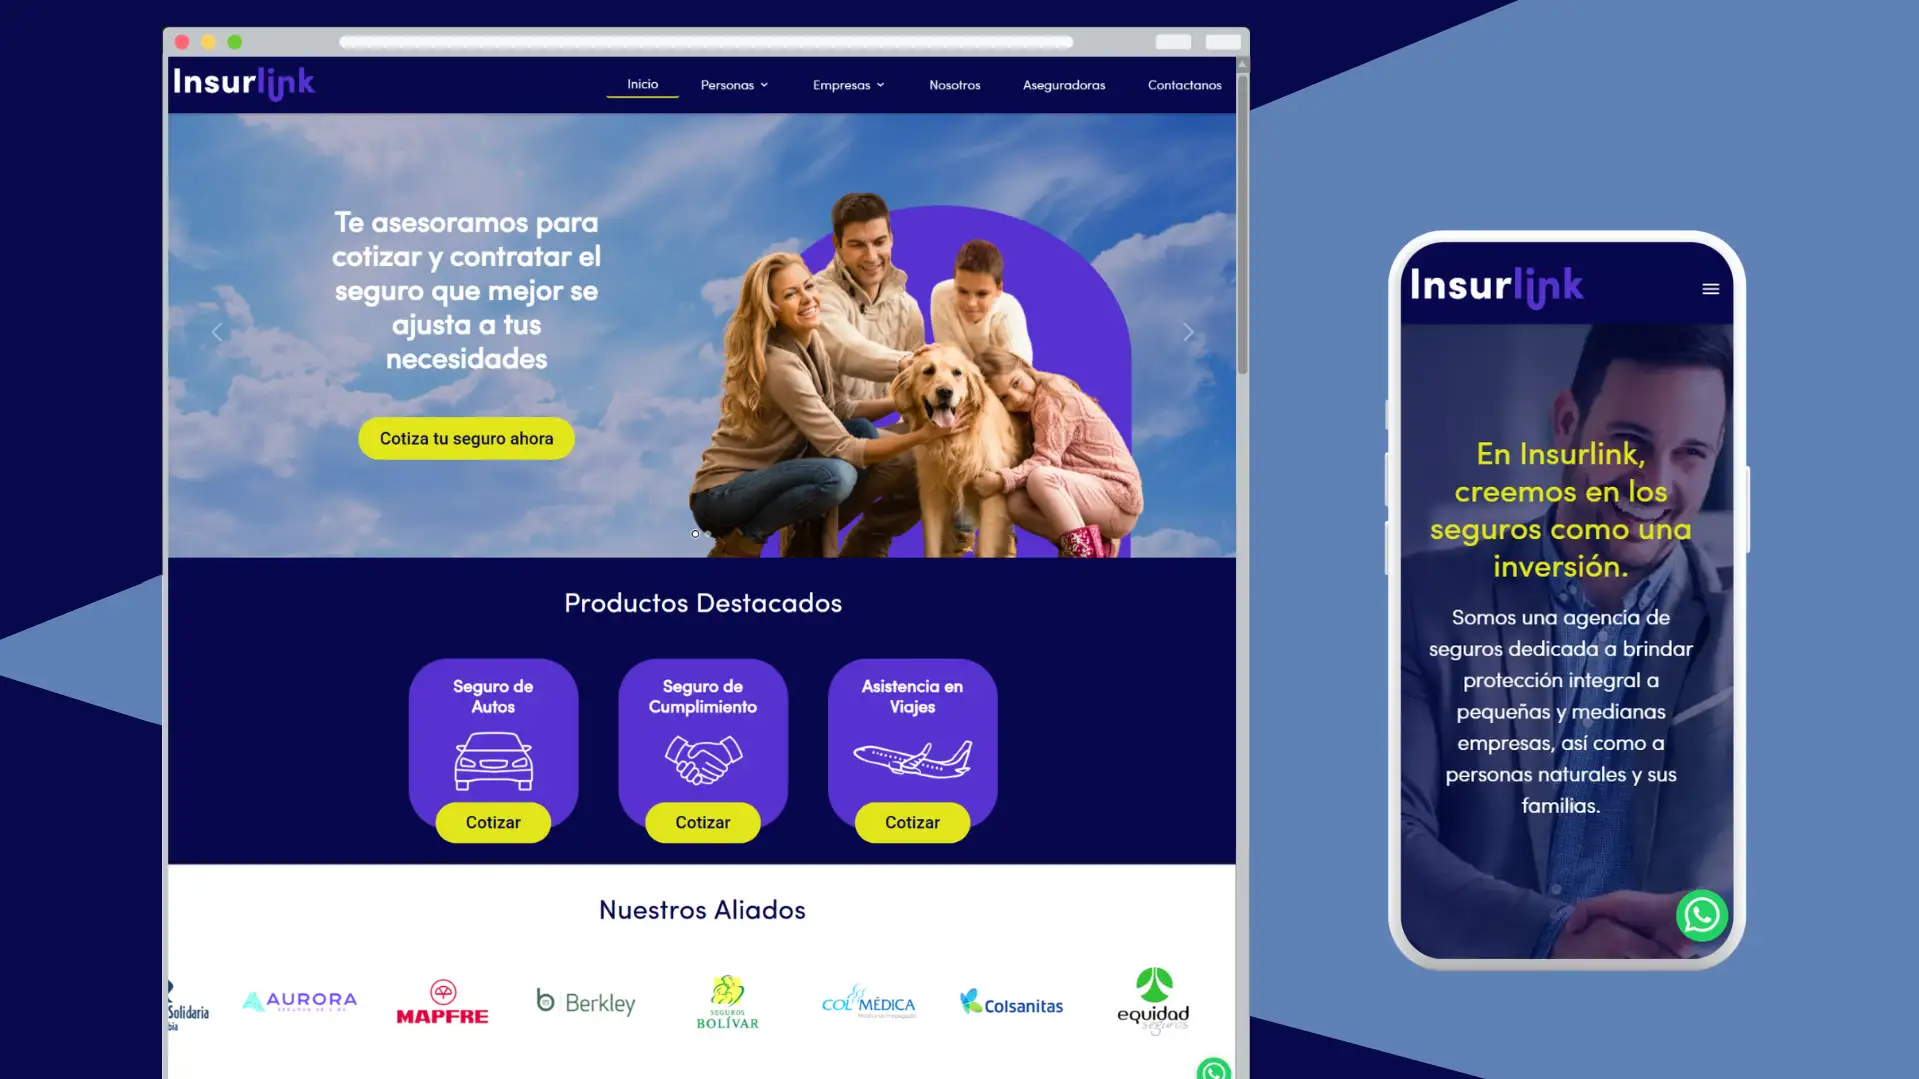 Insurlink
Inicio
Personas
Empresas
Nosotros
Aseguradoras
Contactanos
Te asesoramos para
cotizar y contratar el
seguro que mejor se
ajusta a tus
necesidades
Cotiza tu seguro ahora
Productos Destacados
Seguro de
Autos
Cotizar
Seguro de
Cumplimiento
Cotizar
Asistencia en
Viajes
Cotizar
Nuestros Aliados
Solidaria
bia
AURORA
MAPFRE
Berkley
SEGUROS
BOLÍVAR
COLMÉDICA
Colsanitas
equidad
seguros
Insurlink
En Insurlink,
creemos en los
seguros como una
inversión.
Somos una agencia de
seguros dedicada a brindar
protección integral a
pequeñas y medianas
empresas, así como a
personas naturales y sus
familias.